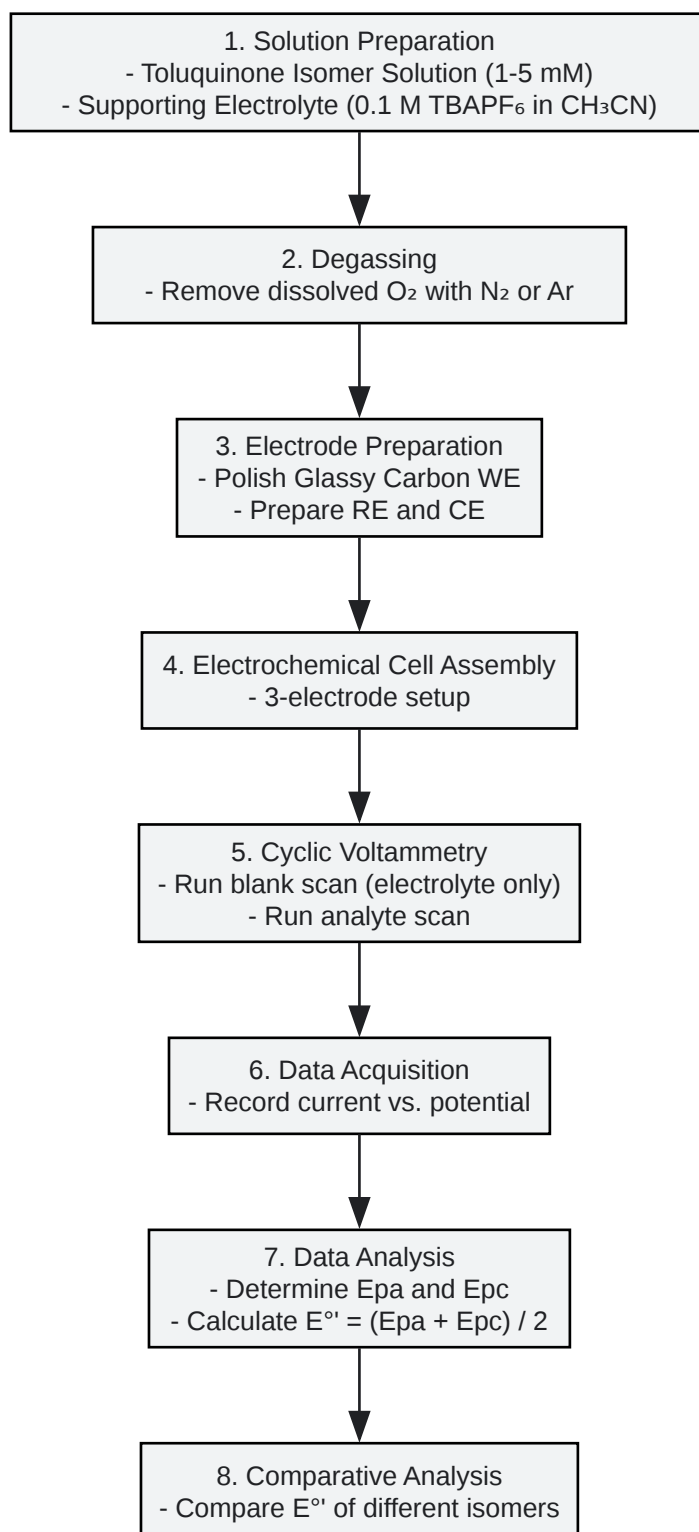 1. Solution Preparation
- Toluquinone Isomer Solution (1-5 mM)
- Supporting Electrolyte (0.1 M TBAPF₆ in CH₃CN)
2. Degassing
- Remove dissolved O₂ with N₂ or Ar
3. Electrode Preparation
- Polish Glassy Carbon WE
- Prepare RE and CE
4. Electrochemical Cell Assembly
- 3-electrode setup
5. Cyclic Voltammetry
- Run blank scan (electrolyte only)
- Run analyte scan
6. Data Acquisition
- Record current vs. potential
7. Data Analysis
- Determine Epa and Epc
- Calculate E°' = (Epa + Epc) / 2
8. Comparative Analysis
- Compare E°' of different isomers